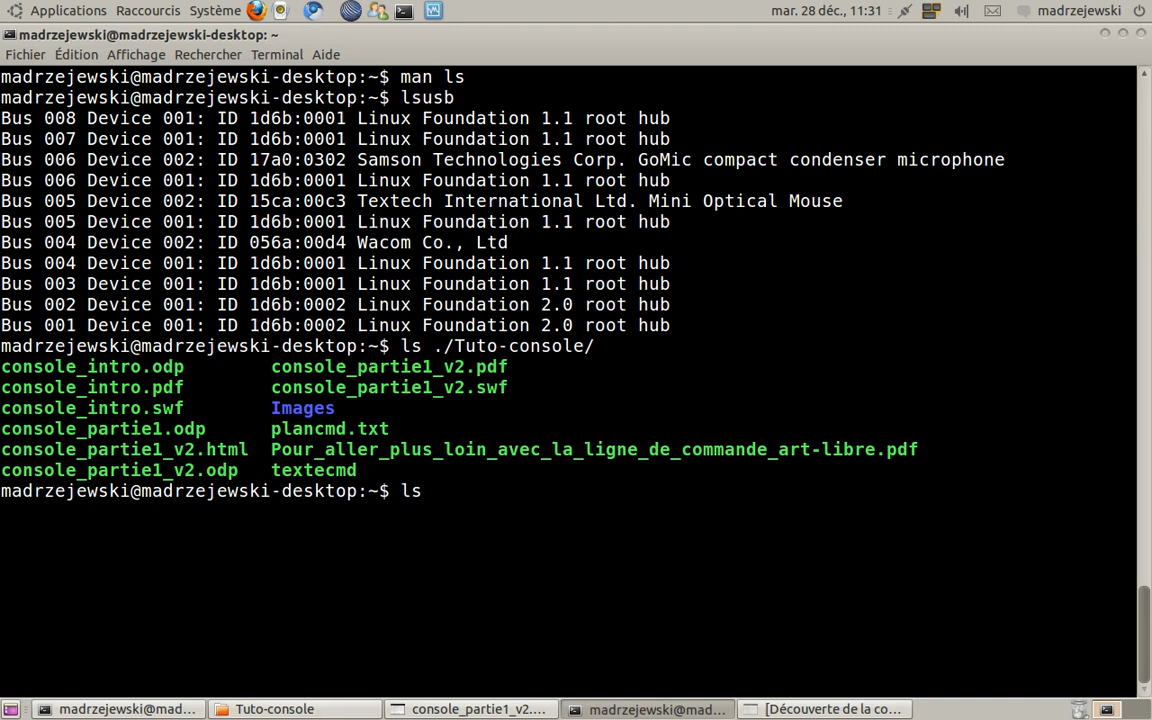 Applications Raccourcis Système mar. 28 déc., 11:31 madrzejewski
madrzejewski@madrzejewski-desktop: ~
Fichier Édition Affichage Rechercher Terminal Aide
madrzejewski@madrzejewski-desktop:~$ man ls
madrzejewski@madrzejewski-desktop:~$ lsusb
Bus 008 Device 001: ID 1d6b:0001 Linux Foundation 1.1 root hub
Bus 007 Device 001: ID 1d6b:0001 Linux Foundation 1.1 root hub
Bus 006 Device 002: ID 17a0:0302 Samson Technologies Corp. GoMic compact condenser microphone
Bus 006 Device 001: ID 1d6b:0001 Linux Foundation 1.1 root hub
Bus 005 Device 002: ID 15ca:00c3 Textech International Ltd. Mini Optical Mouse
Bus 005 Device 001: ID 1d6b:0001 Linux Foundation 1.1 root hub
Bus 004 Device 002: ID 056a:00d4 Wacom Co., Ltd
Bus 004 Device 001: ID 1d6b:0001 Linux Foundation 1.1 root hub
Bus 003 Device 001: ID 1d6b:0001 Linux Foundation 1.1 root hub
Bus 002 Device 001: ID 1d6b:0002 Linux Foundation 2.0 root hub
Bus 001 Device 001: ID 1d6b:0002 Linux Foundation 2.0 root hub
madrzejewski@madrzejewski-desktop:~$ ls ./Tuto-console/
console_intro.odp console_partie1_v2.pdf
console_intro.pdf console_partie1_v2.swf
console_intro.swf Images
console_partie1.odp plancmd.txt
console_partie1_v2.html Pour_aller_plus_loin_avec_la_ligne_de_commande_art-libre.pdf
console_partie1_v2.odp textecmd
madrzejewski@madrzejewski-desktop:~$ ls
madrzejewski@mad... Tuto-console console_partie1_v2.... madrzejewski@mad... [Découverte de la co...